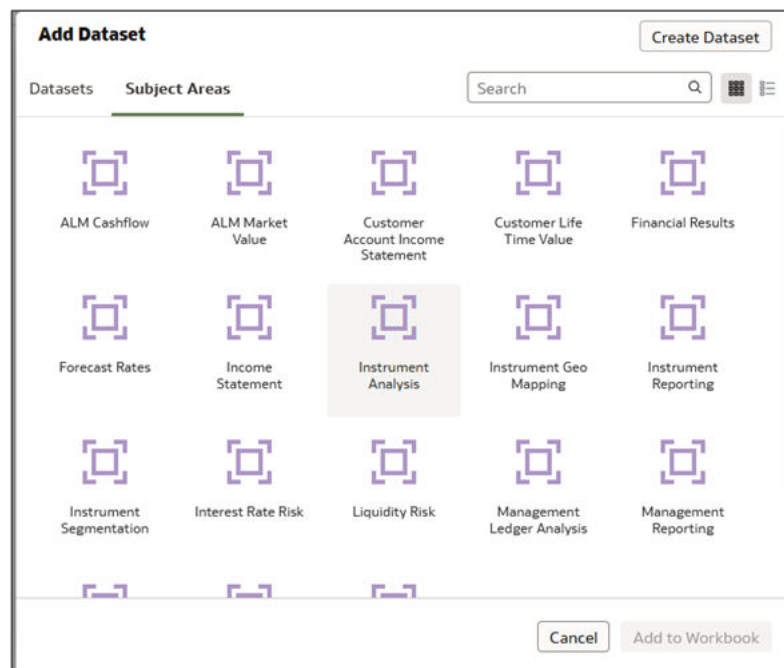 Add Dataset
Create Dataset
Datasets
Subject Areas
Search
ALM Cashflow
ALM Market
Value
Customer
Account Income
Statement
Customer Life
Time Value
Financial Results
Forecast Rates
Income
Statement
Instrument
Analysis
Instrument Geo
Mapping
Instrument
Reporting
Instrument
Segmentation
Interest Rate Risk
Liquidity Risk
Management
Ledger Analysis
Management
Reporting
Cancel
Add to Workbook